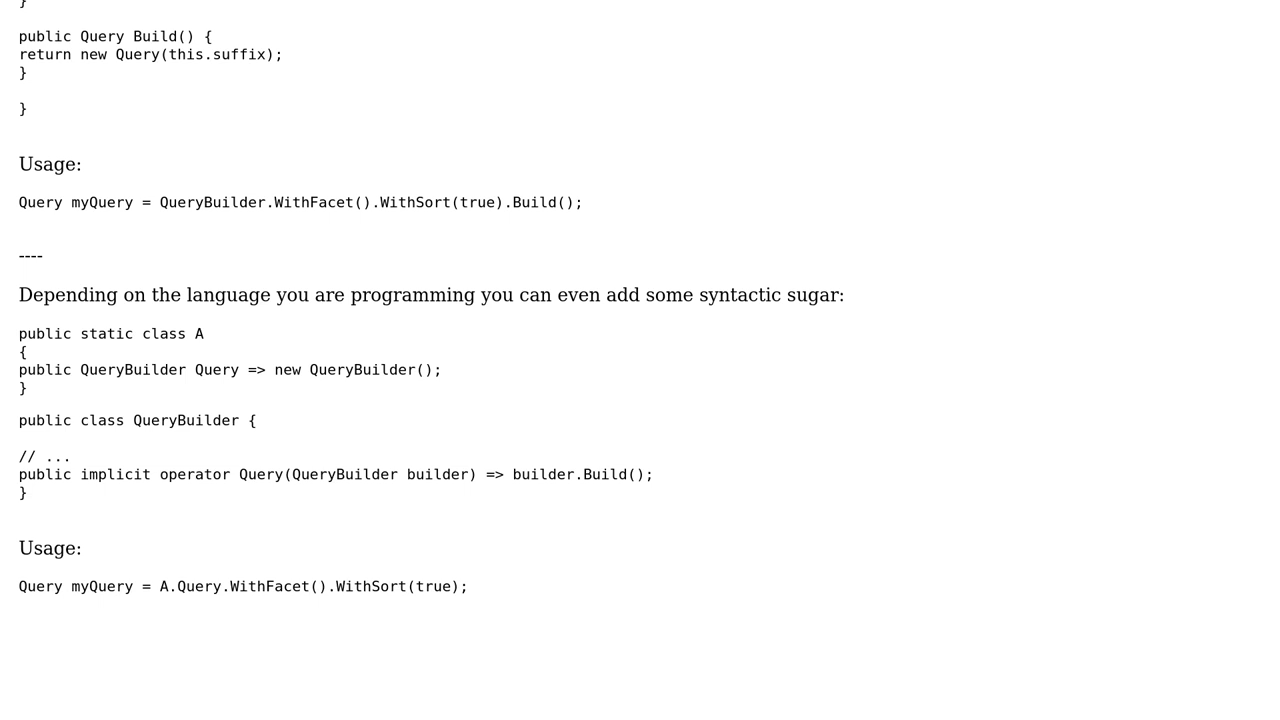 }
public Query Build() {
return new Query(this.suffix);
}
}
Usage:
Query myQuery = QueryBuilder.WithFacet().WithSort(true).Build();
----
Depending on the language you are programming you can even add some syntactic sugar:
public static class A
{
public QueryBuilder Query => new QueryBuilder();
}
public class QueryBuilder {
// ...
public implicit operator Query(QueryBuilder builder) => builder.Build();
}
Usage:
Query myQuery = A.Query.WithFacet().WithSort(true);